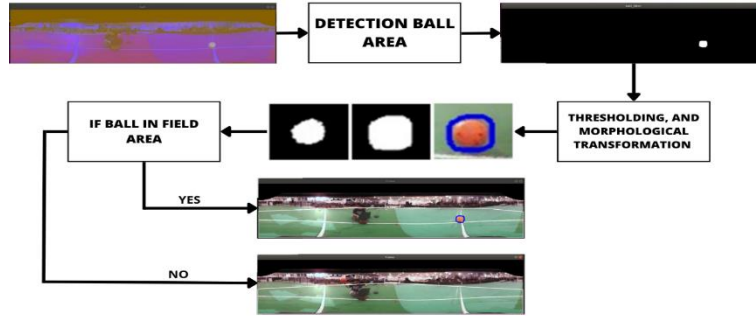 DETECTION BALL
AREA
THRESHOLDING, AND
MORPHOLOGICAL
TRANSFORMATION
IF BALL IN FIELD
AREA
YES
NO